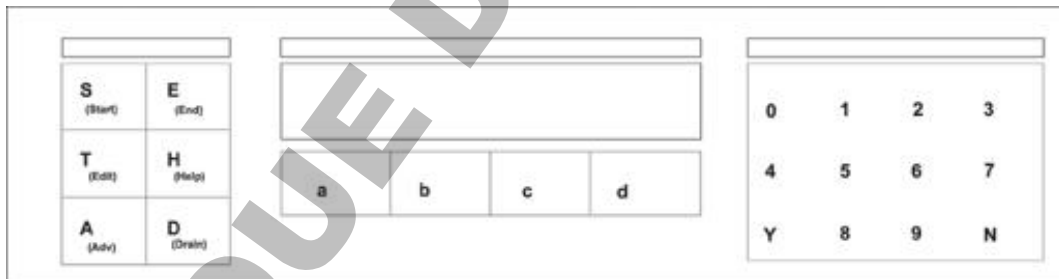 S E
(Start) (End)
T H
(Edit) (Help)
A D
(Adv) (Drain)
a b c d
0 1 2 3
4 5 6 7
Y 8 9 N